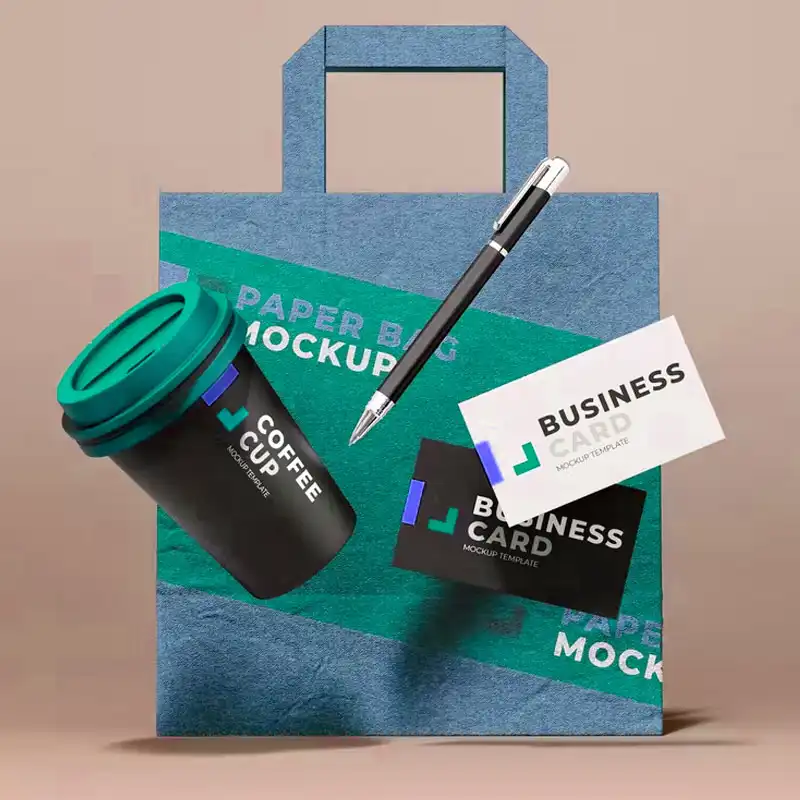 PAPER BAG
MOCKUP
COFFEE
CUP
MOCKUP TEMPLATE
BUSINESS
CARD
MOCKUP TEMPLATE
BUSINESS
CARD
MOCKUP TEMPLATE
PAPE
MOCK